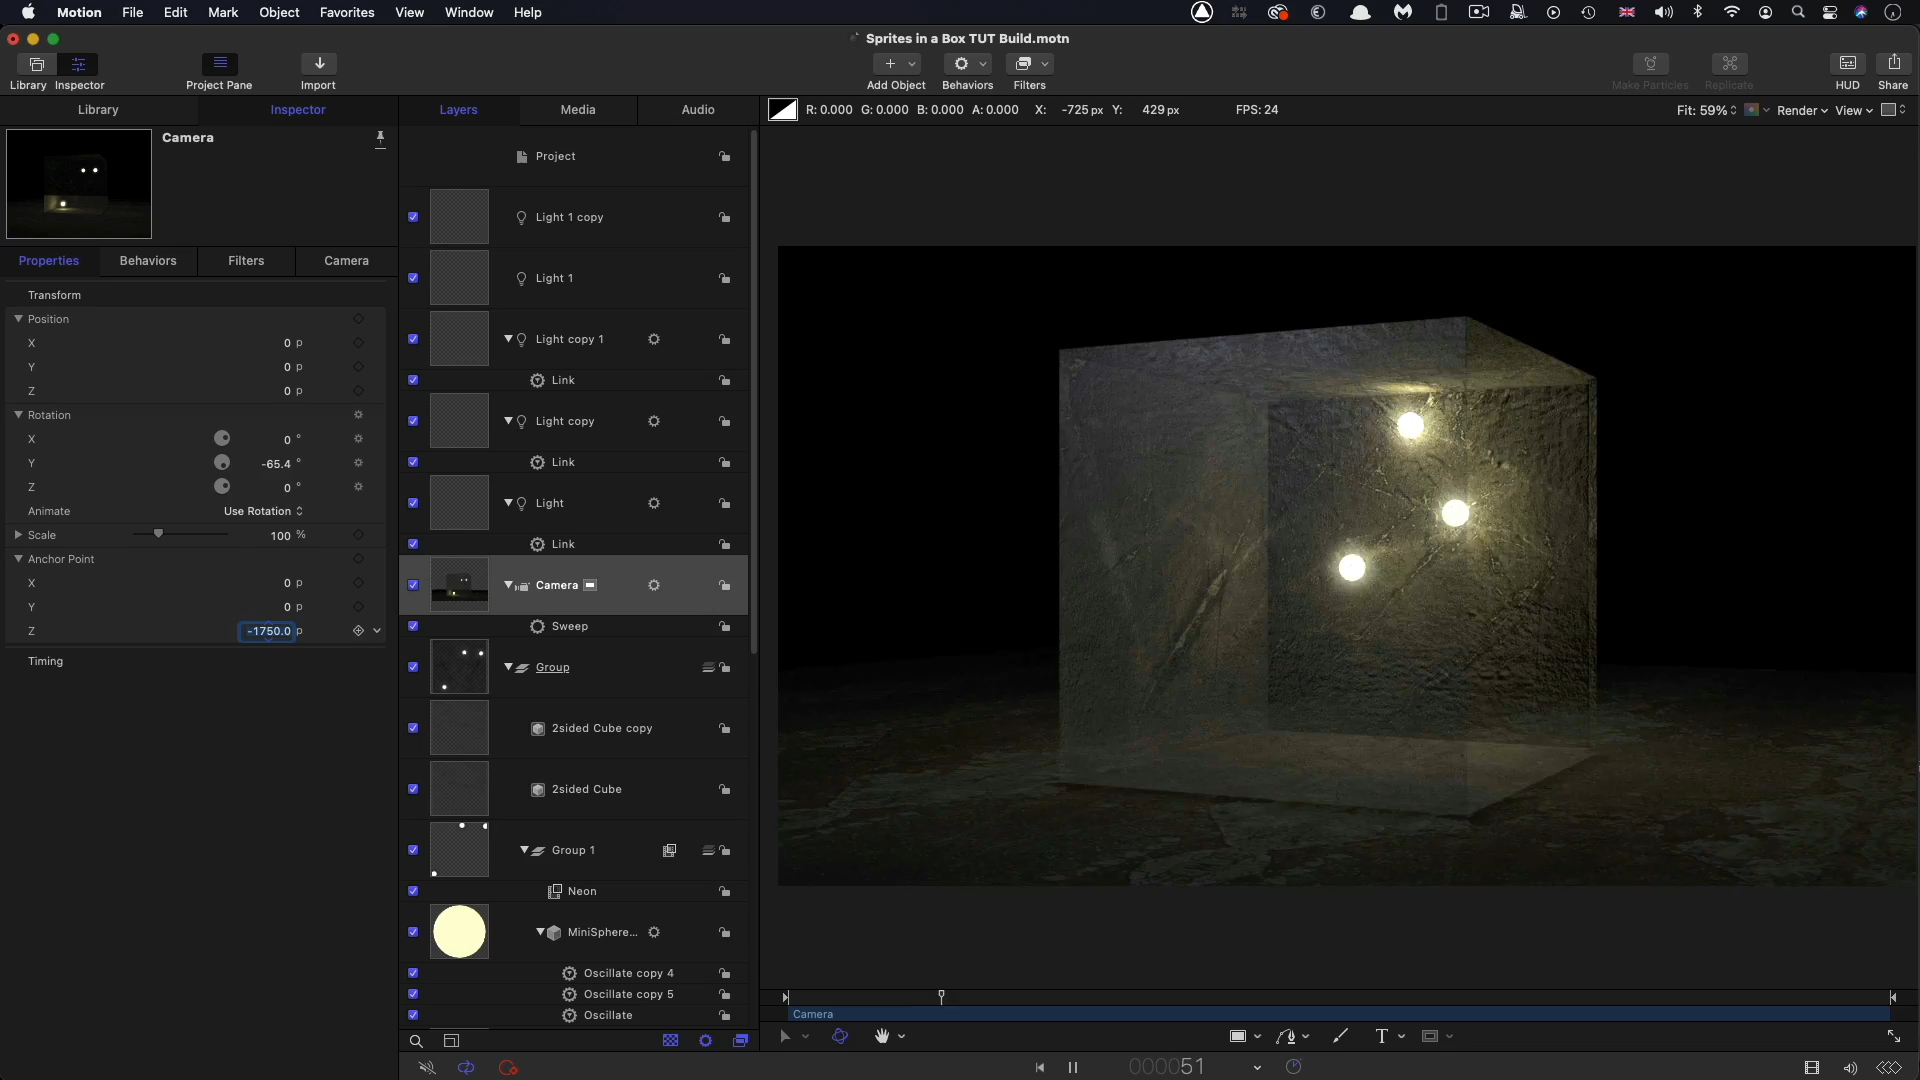 Motion File Edit Mark Object Favorites View Window Help
Sprites in a Box TUT Build.motn
Library Inspector Project Pane Import Add Object Behaviors Filters Make Particles Replicate HUD Share
Library Inspector Layers Media Audio R: 0.000 G: 0.000 B: 0.000 A: 0.000 X: -725 px Y: 429 px FPS: 24 Fit: 59% Render View
Camera
Properties Behaviors Filters Camera
Transform
Position
X 0 p
Y 0 p
Z 0 p
Rotation
X 0 °
Y -65.4 °
Z 0 °
Animate Use Rotation
Scale 100 %
Anchor Point
X 0 p
Y 0 p
Z -1750.0 p
Timing
Project
Light 1 copy
Light 1
Light copy 1
Link
Light copy
Link
Light
Link
Camera
Sweep
Group
2sided Cube copy
2sided Cube
Group 1
Neon
MiniSphere...
Oscillate copy 4
Oscillate copy 5
Oscillate
Camera
T
000051